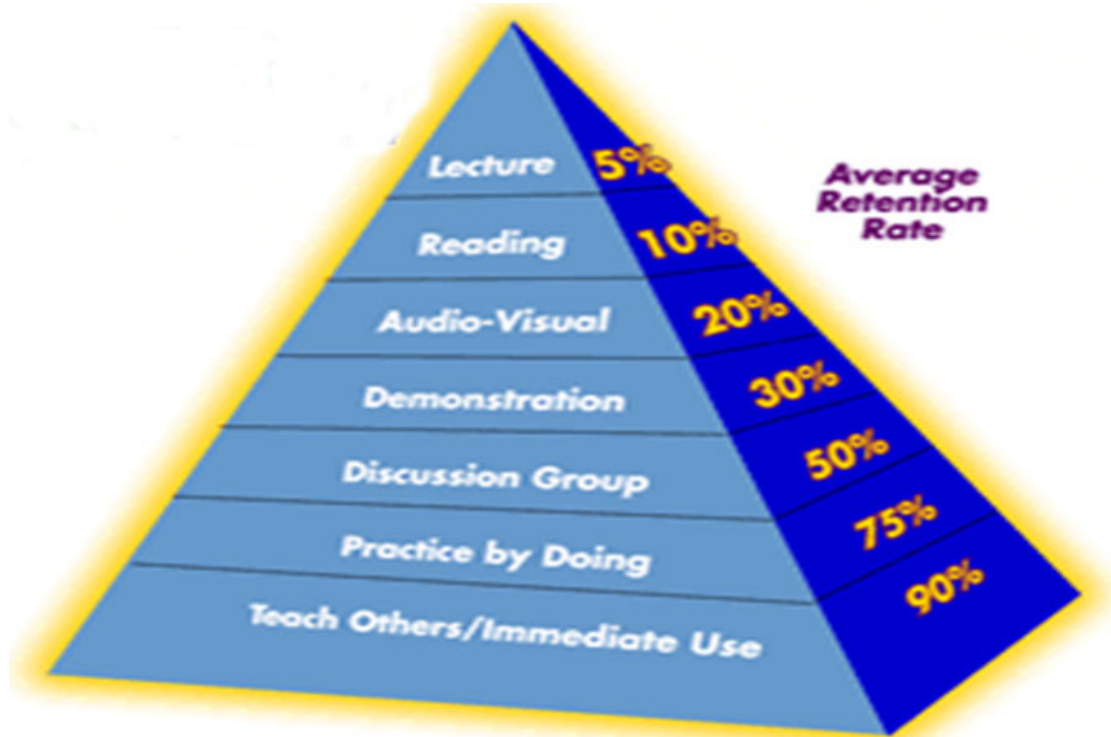 Lecture 5%
Average
Retention
Rate
Reading 10%
Audio-Visual 20%
Demonstration 30%
Discussion Group 50%
Practice by Doing 75%
Teach Others/Immediate Use 90%